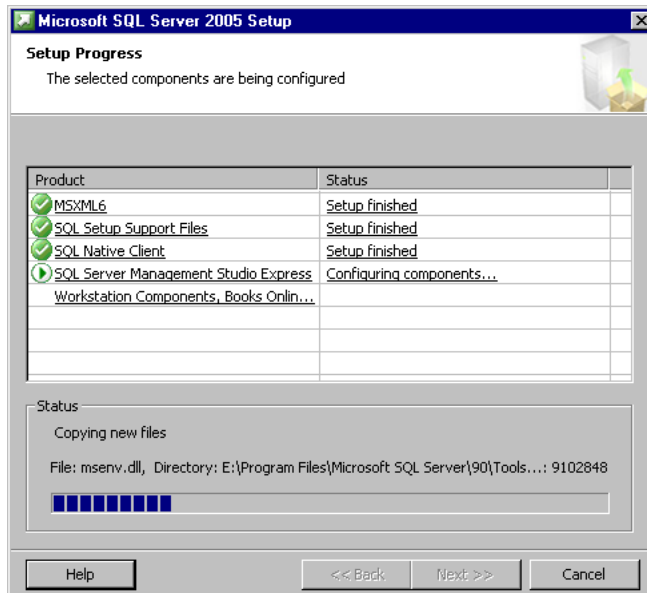 Microsoft SQL Server 2005 Setup
Setup Progress
The selected components are being configured
Product Status
MSXML6 Setup finished
SQL Setup Support Files Setup finished
SQL Native Client Setup finished
SQL Server Management Studio Express Configuring components...
Workstation Components, Books Onlin...
Status
Copying new files
File: msenv.dll, Directory: E:\Program Files\Microsoft SQL Server\90\Tools...: 9102848
Help << Back Next >> Cancel